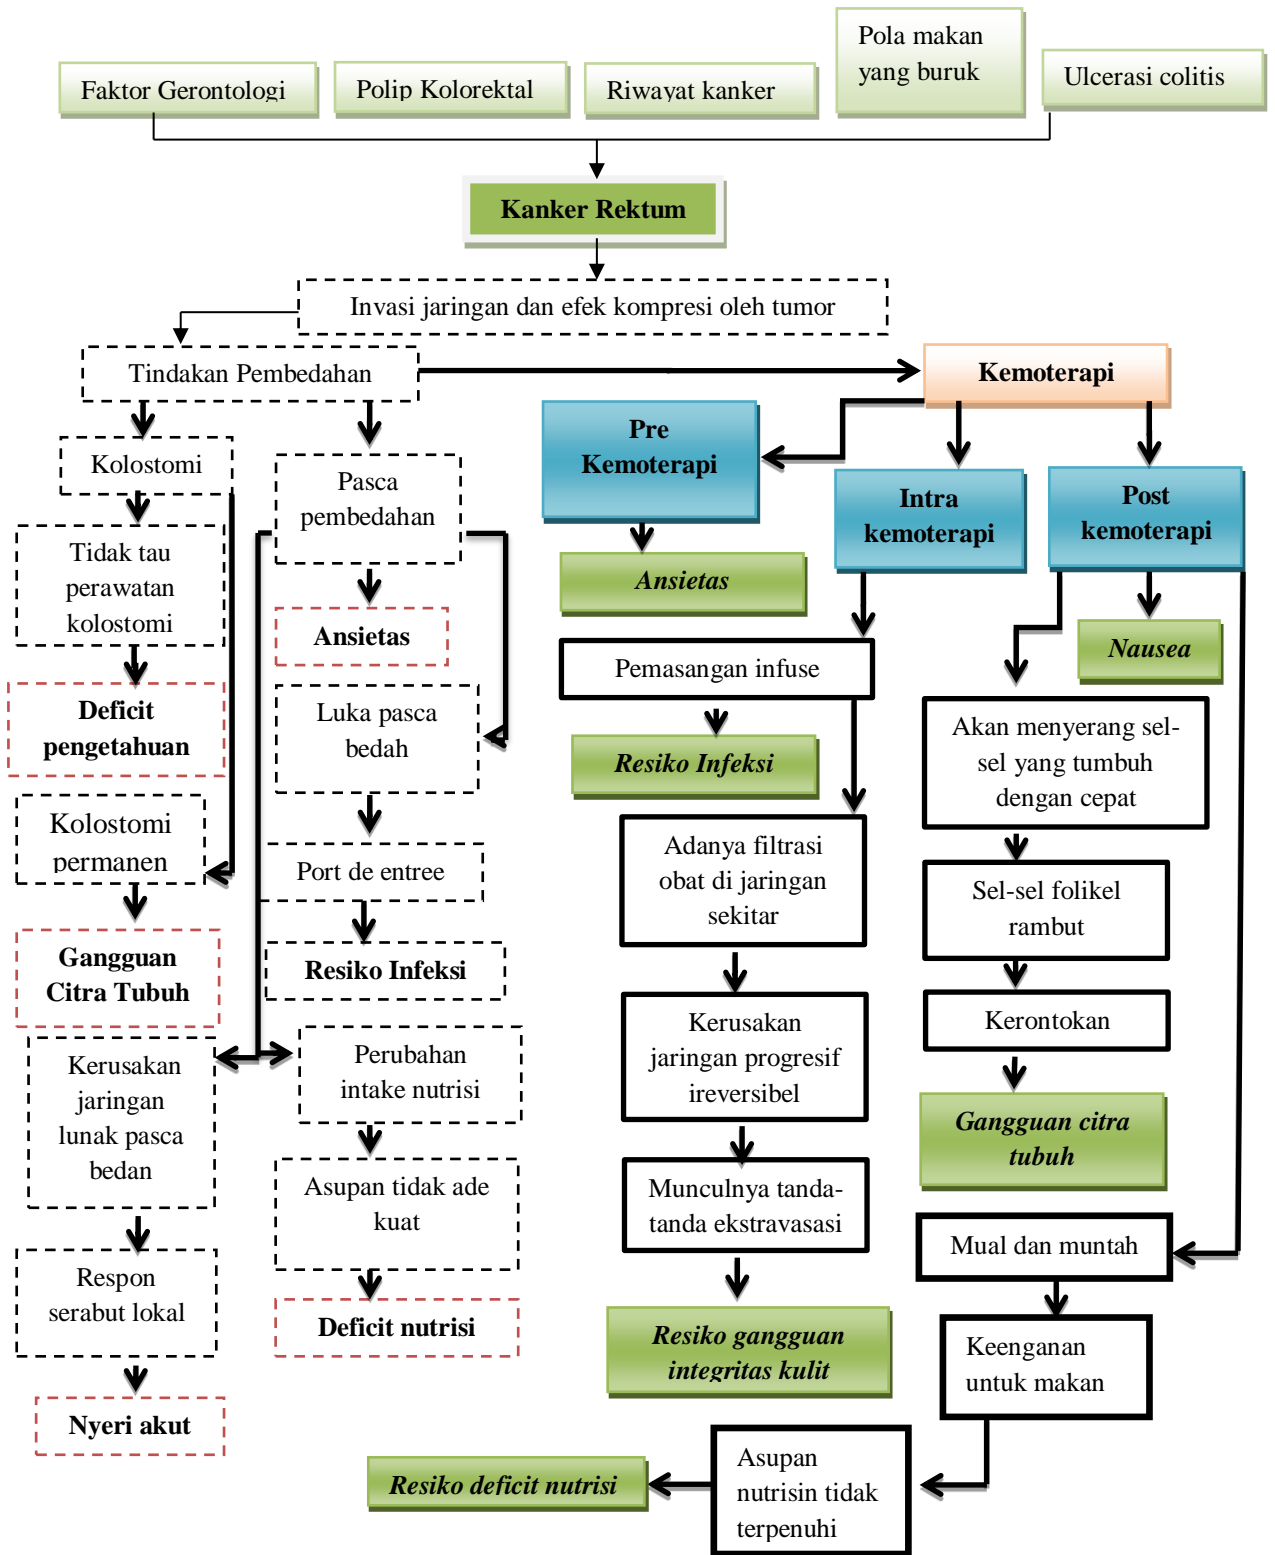 Faktor Gerontologi
Polip Kolorektal
Riwayat kanker
Pola makan
yang buruk
Ulcerasi colitis
Kanker Rektum
Invasi jaringan dan efek kompresi oleh tumor
Tindakan Pembedahan
Kemoterapi
Kolostomi
Tidak tau
perawatan
kolostomi
Deficit
pengetahuan
Kolostomi
permanen
Gangguan
Citra Tubuh
Kerusakan
jaringan
lunak pasca
bedan
Respon
serabut lokal
Nyeri akut
Pasca
pembedahan
Ansietas
Luka pasca
bedah
Port de entree
Resiko Infeksi
Perubahan
intake nutrisi
Asupan tidak ade
kuat
Deficit nutrisi
Pre
Kemoterapi
Ansietas
Intra
kemoterapi
Pemasangan infuse
Resiko Infeksi
Adanya filtrasi
obat di jaringan
sekitar
Kerusakan
jaringan progresif
ireversibel
Munculnya tanda-
tanda ekstravasasi
Resiko gangguan
integritas kulit
Post
kemoterapi
Nausea
Akan menyerang sel-
sel yang tumbuh
dengan cepat
Sel-sel folikel
rambut
Kerontokan
Gangguan citra
tubuh
Mual dan muntah
Keenganan
untuk makan
Asupan
nutrisin tidak
terpenuhi
Resiko deficit nutrisi